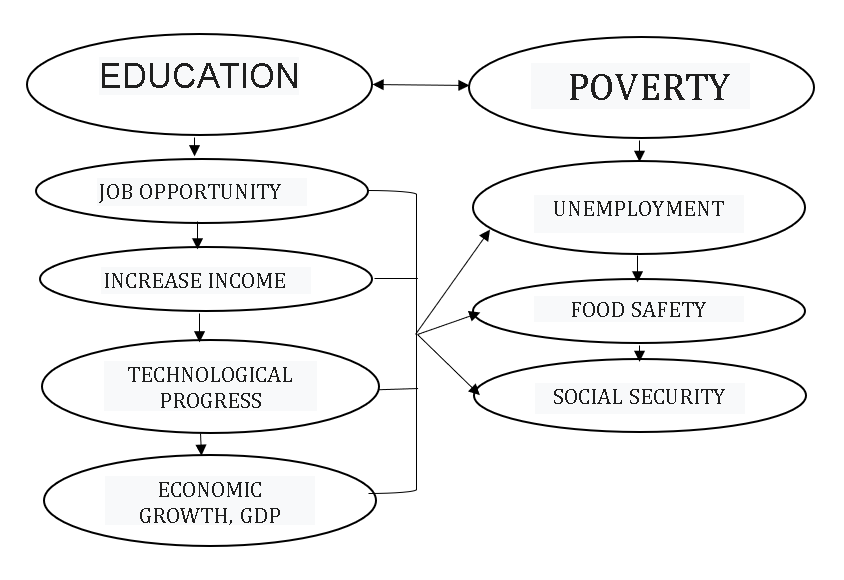 EDUCATION
JOB OPPORTUNITY
INCREASE INCOME
TECHNOLOGICAL
PROGRESS
ECONOMIC
GROWTH, GDP
POVERTY
UNEMPLOYMENT
FOOD SAFETY
SOCIAL SECURITY